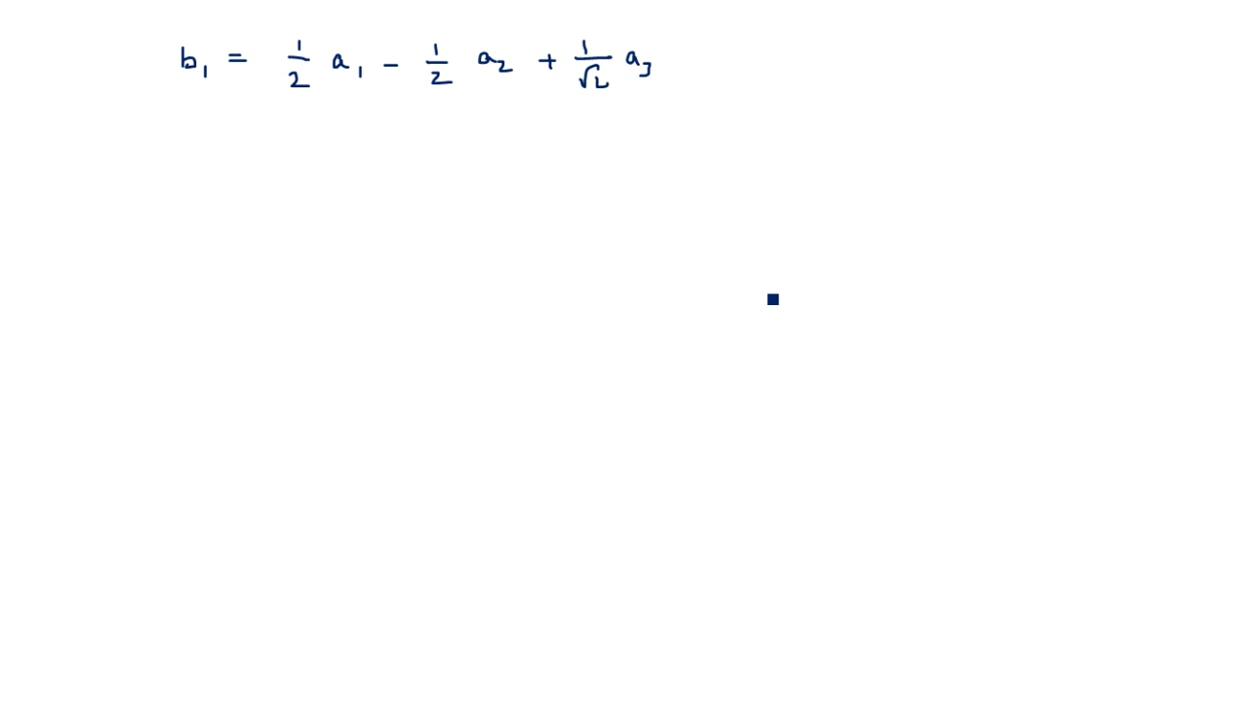 b₁ = 1/2 a₁ - 1/2 a₂ + 1/√2 a₃